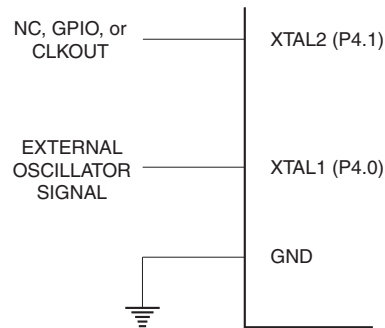 NC, GPIO, or
CLKOUT
XTAL2 (P4.1)
EXTERNAL
OSCILLATOR
SIGNAL
XTAL1 (P4.0)
GND